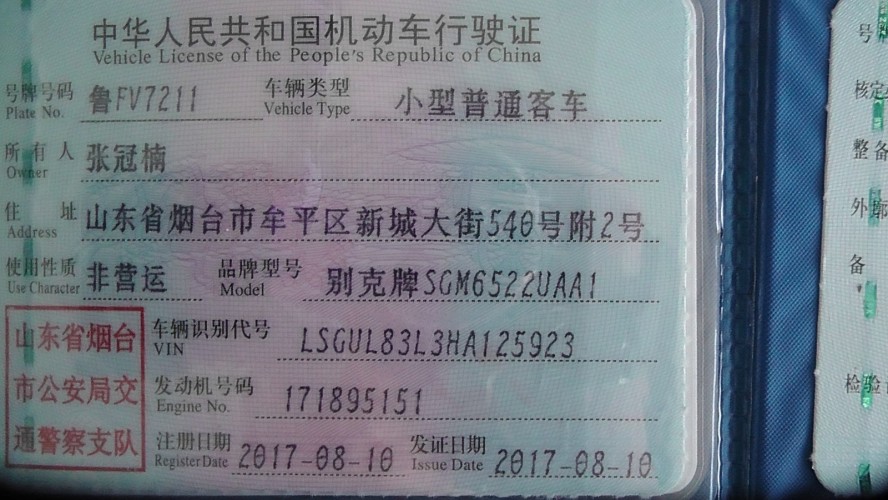 中华人民共和国机动车行驶证
Vehicle License of the People's Republic of China
号牌号码 鲁FV7211 车辆类型 小型普通客车
Plate No. Vehicle Type
所有人 张冠楠
Owner
住址 山东省烟台市牟平区新城大街540号附2号
Address
使用性质 非营运 品牌型号 别克牌SGM6522UAA1
Use Character Model
山东省烟台 车辆识别代号 LSGUL83L3HA125923
VIN
市公安局交 发动机号码 171895151
Engine No.
通警察支队 注册日期 2017-08-10 发证日期 2017-08-10
Register Date Issue Date
号
核定
整备
外廓
备
检验